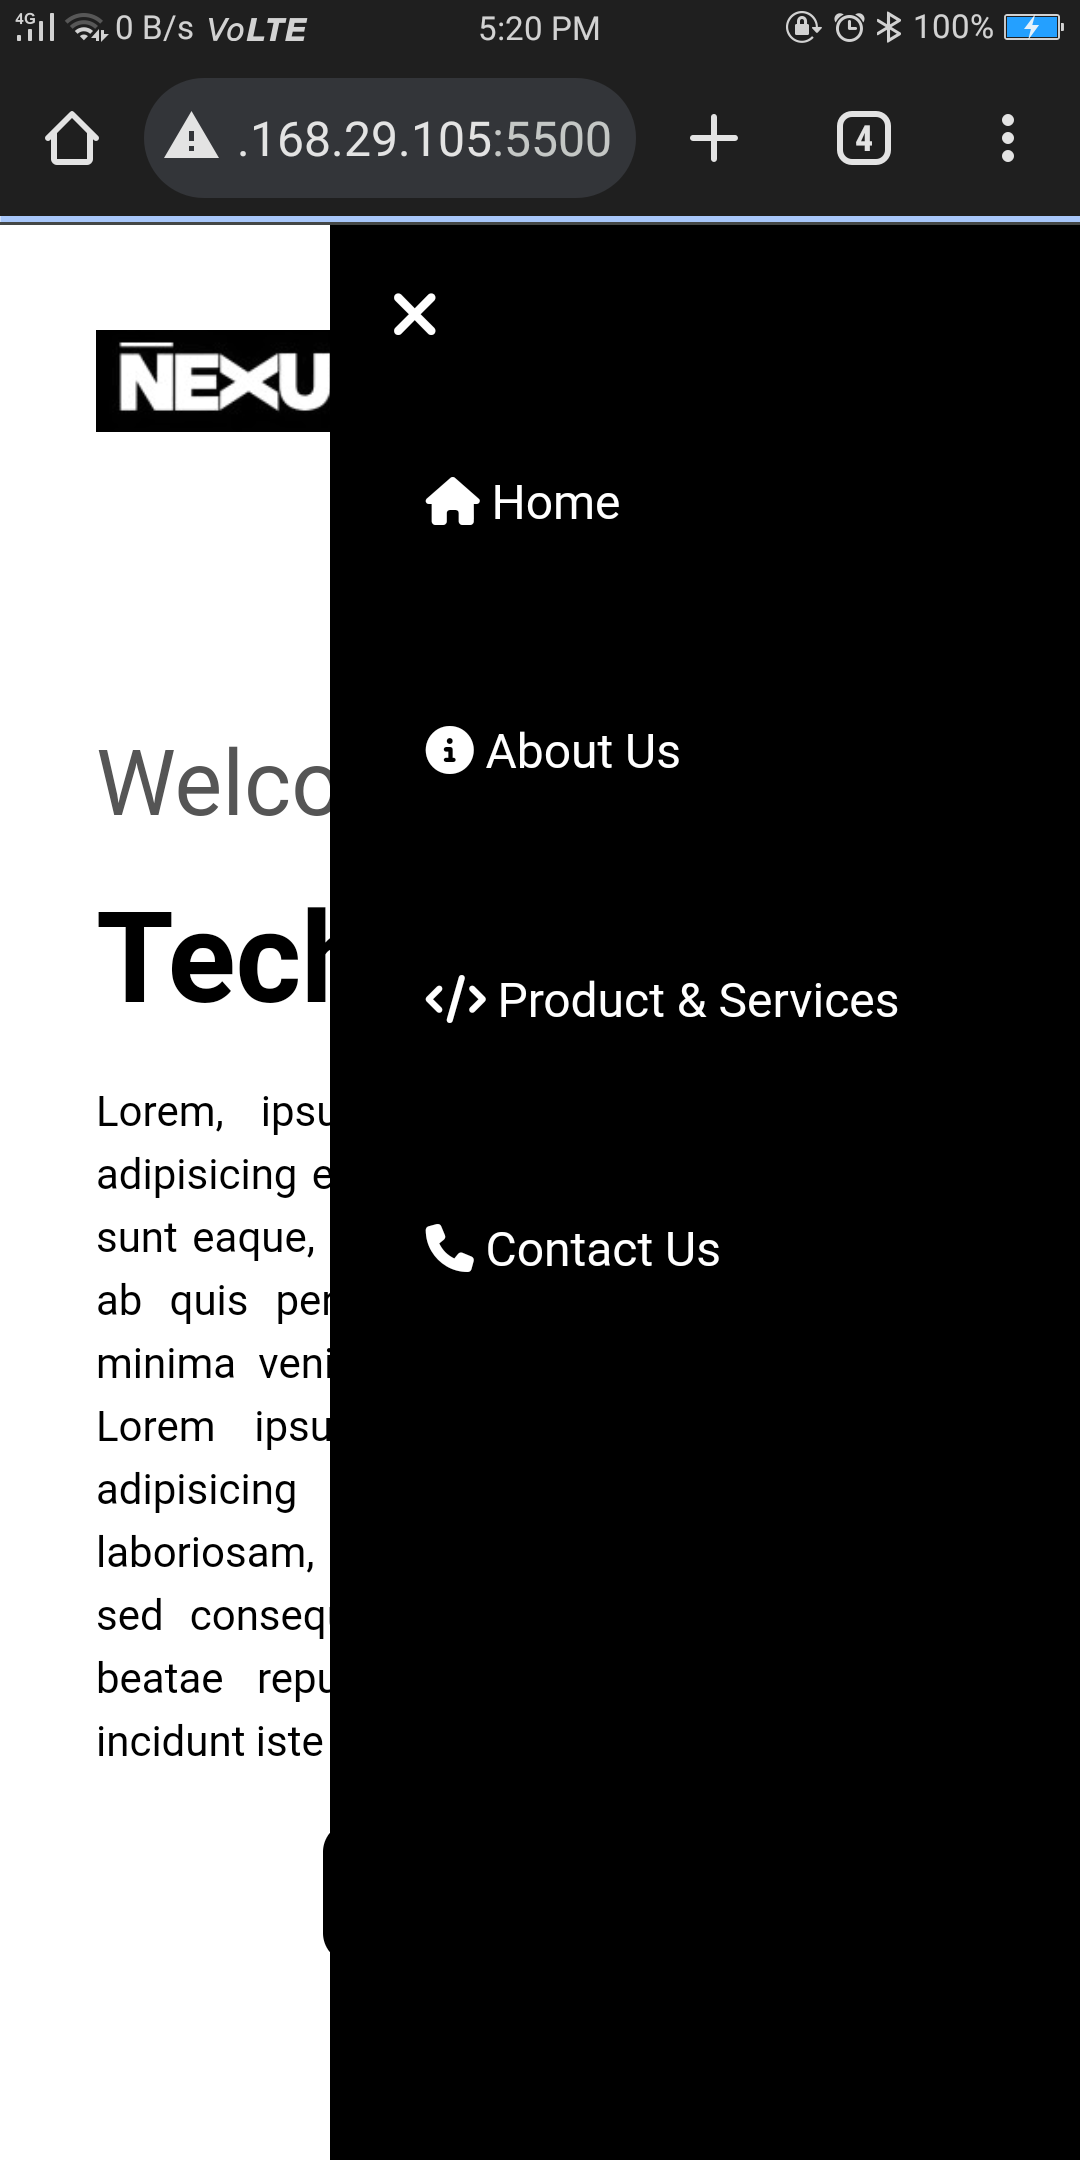 4G 0 B/s VoLTE 5:20 PM 100%
.168.29.105:5500 4
NEXU
Home
Welco
About Us
Tech
Product & Services
Lorem, ipsu
adipisicing e
sunt eaque,
ab quis per
minima veni
Lorem ipsu
adipisicing
laboriosam,
sed consequ
beatae repu
incidunt iste
Contact Us